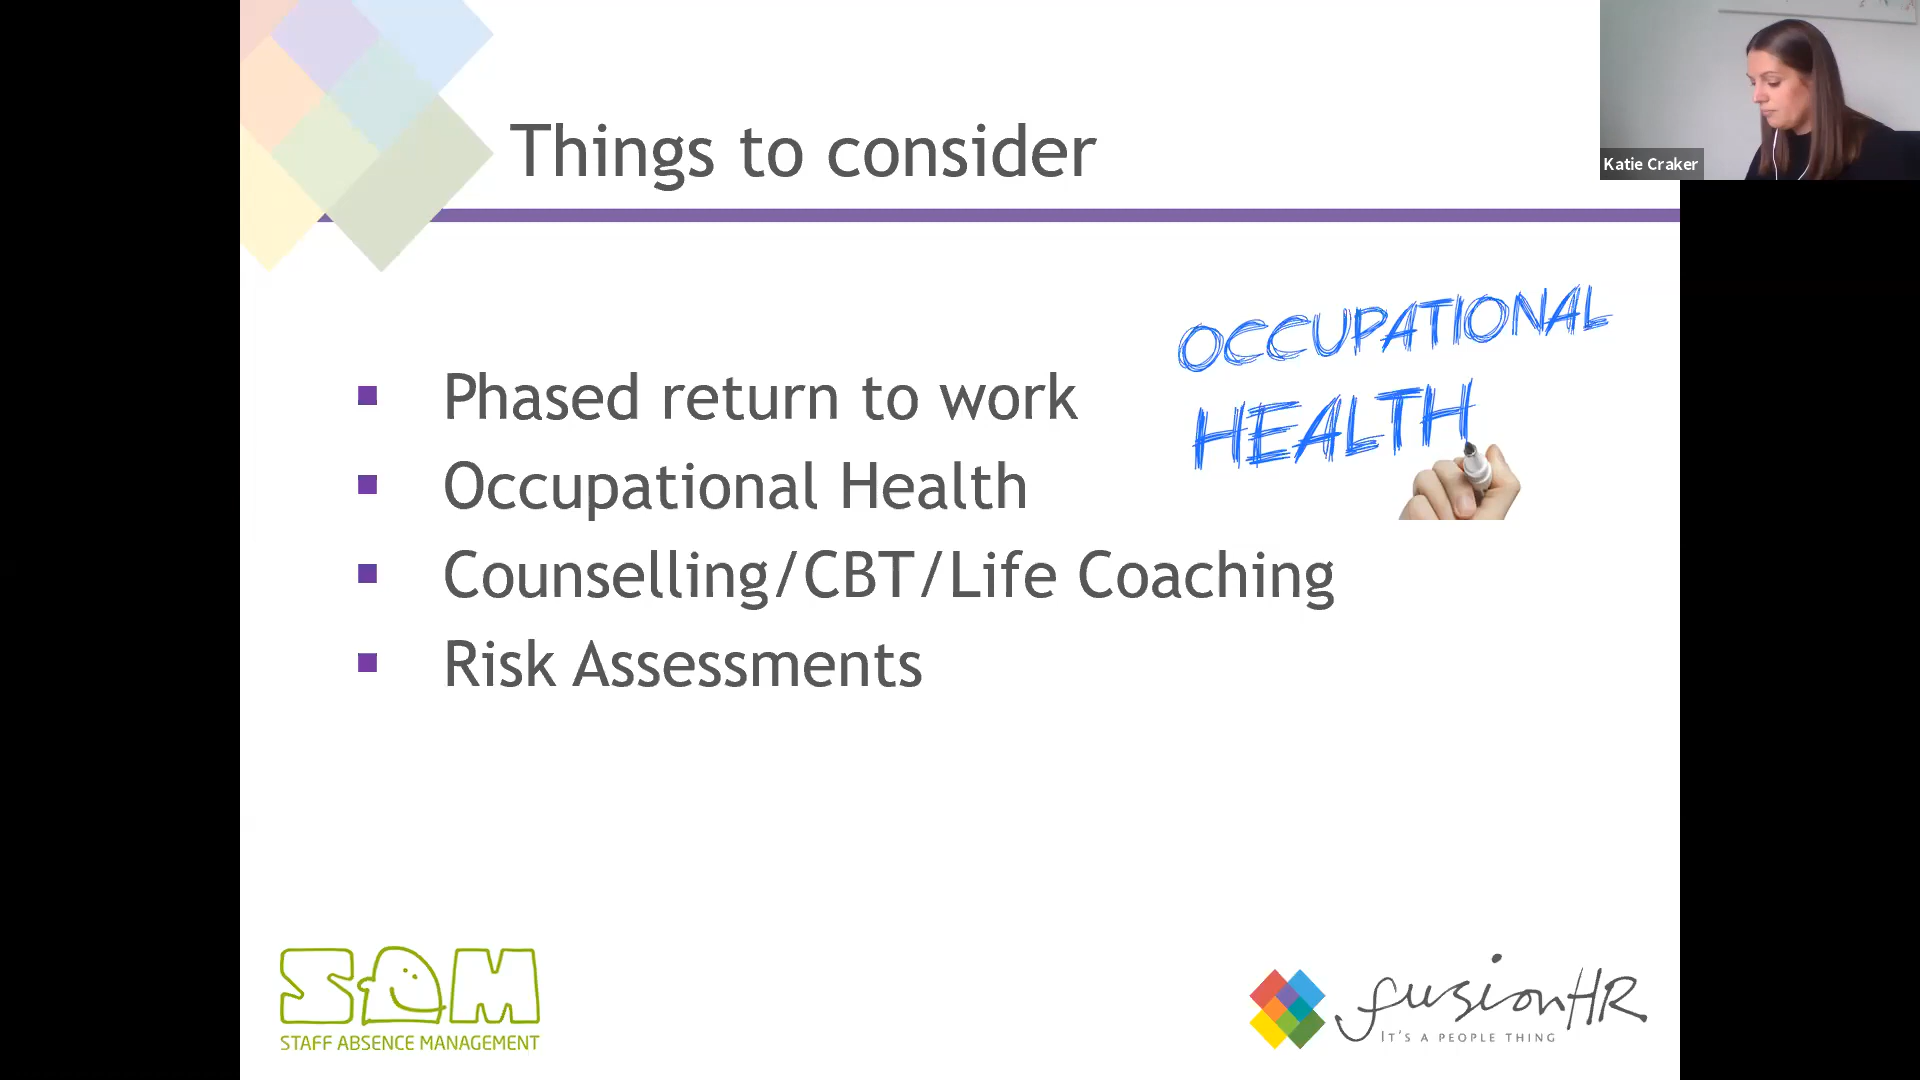 Things to consider
Katie Craker
OCCUPATIONAL
HEALTH
Phased return to work
Occupational Health
Counselling/CBT/Life Coaching
Risk Assessments
SAM
STAFF ABSENCE MANAGEMENT
fusionHR
IT'S A PEOPLE THING